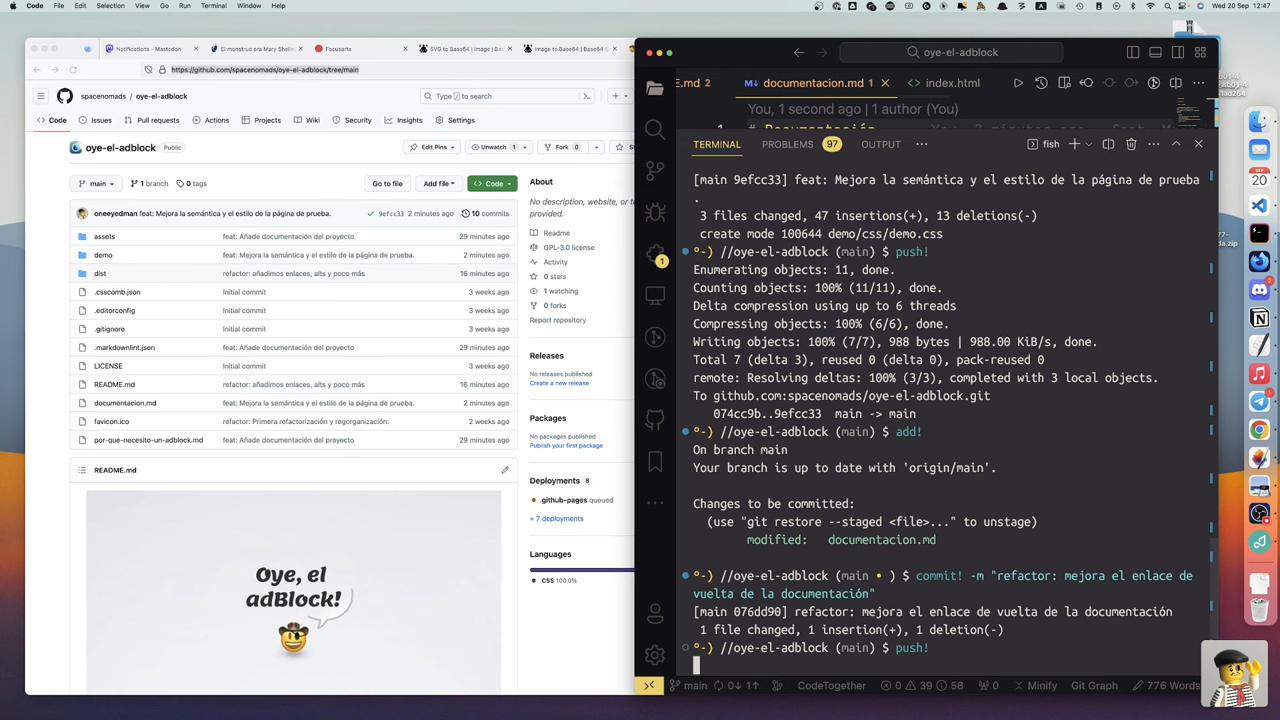 Code File Edit Selection View Go Run Terminal Window Help
Wed 20 Sep 12:47
Notifications - Mastodon
El monstruo era Mary Shelle
Focusarte
SVG to Base64 | Image | Ba
Image to Base64 | Base64 E
https://github.com/spacenomads/oye-el-adblock/tree/main
spacenomads / oye-el-adblock
Type / to search
Code Issues Pull requests Actions Projects Wiki Security Insights Settings
oye-el-adblock Public
Edit Pins Unwatch 1 Fork 0
main 1 branch 0 tags
Go to file Add file Code
oneeyedman feat: Mejora la semántica y el estilo de la página de prueba. 9efcc33 2 minutes ago 10 commits
assets feat: Añade documentación del proyecto 29 minutes ago
demo feat: Mejora la semántica y el estilo de la página de prueba. 2 minutes ago
dist refactor: añadimos enlaces, alts y poco más 16 minutes ago
.csscomb.json Initial commit 3 weeks ago
.editorconfig Initial commit 3 weeks ago
.gitignore Initial commit 3 weeks ago
.markdownlint.json feat: Añade documentación del proyecto 29 minutes ago
LICENSE Initial commit 3 weeks ago
README.md refactor: añadimos enlaces, alts y poco más 16 minutes ago
documentacion.md feat: Mejora la semántica y el estilo de la página de prueba. 2 minutes ago
favicon.ico refactor: Primera refactorización y regorganización:
por-que-necesito-un-adblock.md feat: Añade documentación del proyecto 29 minutes ago
README.md
Oye, el
adBlock!
About
No description, website, or to
provided.
Readme
GPL-3.0 license
Activity
0 stars
1 watching
0 forks
Report repository
Releases
No releases published
Create a new release
Packages
No packages published
Publish your first package
Deployments 8
github-pages queued
+ 7 deployments
Languages
CSS 100.0%
oye-el-adblock
E.md 2
documentacion.md 1
index.html
You, 1 second ago | 1 author (You)
1 # Documentación
TERMINAL PROBLEMS 97 OUTPUT ··· fish
[main 9efcc33] feat: Mejora la semántica y el estilo de la página de prueba
.
3 files changed, 47 insertions(+), 13 deletions(-)
create mode 100644 demo/css/demo.css
°-) //oye-el-adblock (main) $ push!
Enumerating objects: 11, done.
Counting objects: 100% (11/11), done.
Delta compression using up to 6 threads
Compressing objects: 100% (6/6), done.
Writing objects: 100% (7/7), 988 bytes | 988.00 KiB/s, done.
Total 7 (delta 3), reused 0 (delta 0), pack-reused 0
remote: Resolving deltas: 100% (3/3), completed with 3 local objects.
To github.com:spacenomads/oye-el-adblock.git
074cc9b..9efcc33 main -> main
°-) //oye-el-adblock (main) $ add!
On branch main
Your branch is up to date with 'origin/main'.
Changes to be committed:
(use "git restore --staged <file>..." to unstage)
modified: documentacion.md
°-) //oye-el-adblock (main • ) $ commit! -m "refactor: mejora el enlace de
vuelta de la documentación"
[main 076dd90] refactor: mejora el enlace de vuelta de la documentación
1 file changed, 1 insertion(+), 1 deletion(-)
°-) //oye-el-adblock (main) $ push!
main 0↓ 1↑ CodeTogether 0 39 58 0 Minify Git Graph 776 Words